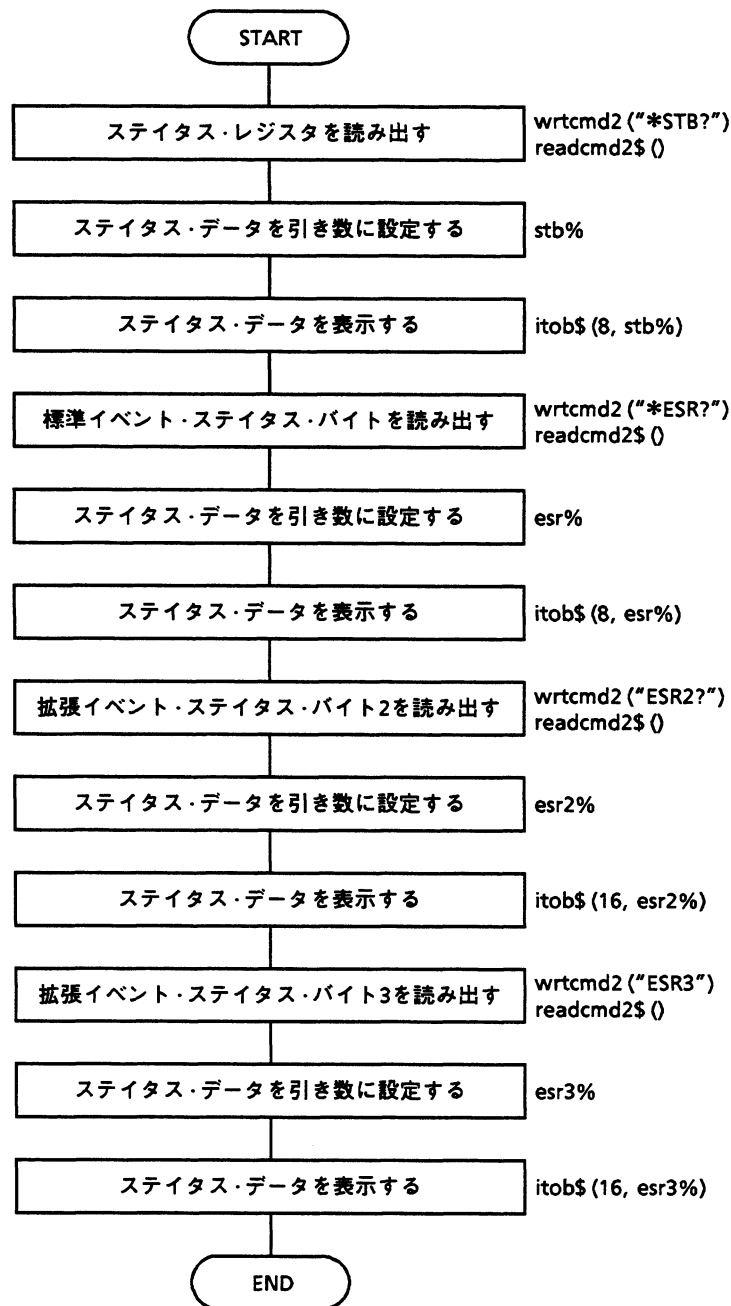 START
ステイタス・レジスタを読み出す
wrtcmd2 (“*STB?”)
readcmd2$ ()
ステイタス・データを引き数に設定する
stb%
ステイタス・データを表示する
itob$ (8, stb%)
標準イベント・ステイタス・バイトを読み出す
wrtcmd2 (“*ESR?”)
readcmd2$ ()
ステイタス・データを引き数に設定する
esr%
ステイタス・データを表示する
itob$ (8, esr%)
拡張イベント・ステイタス・バイト2を読み出す
wrtcmd2 (“ESR2?”)
readcmd2$ ()
ステイタス・データを引き数に設定する
esr2%
ステイタス・データを表示する
itob$ (16, esr2%)
拡張イベント・ステイタス・バイト3を読み出す
wrtcmd2 (“ESR3”)
readcmd2$ ()
ステイタス・データを引き数に設定する
esr3%
ステイタス・データを表示する
itob$ (16, esr3%)
END